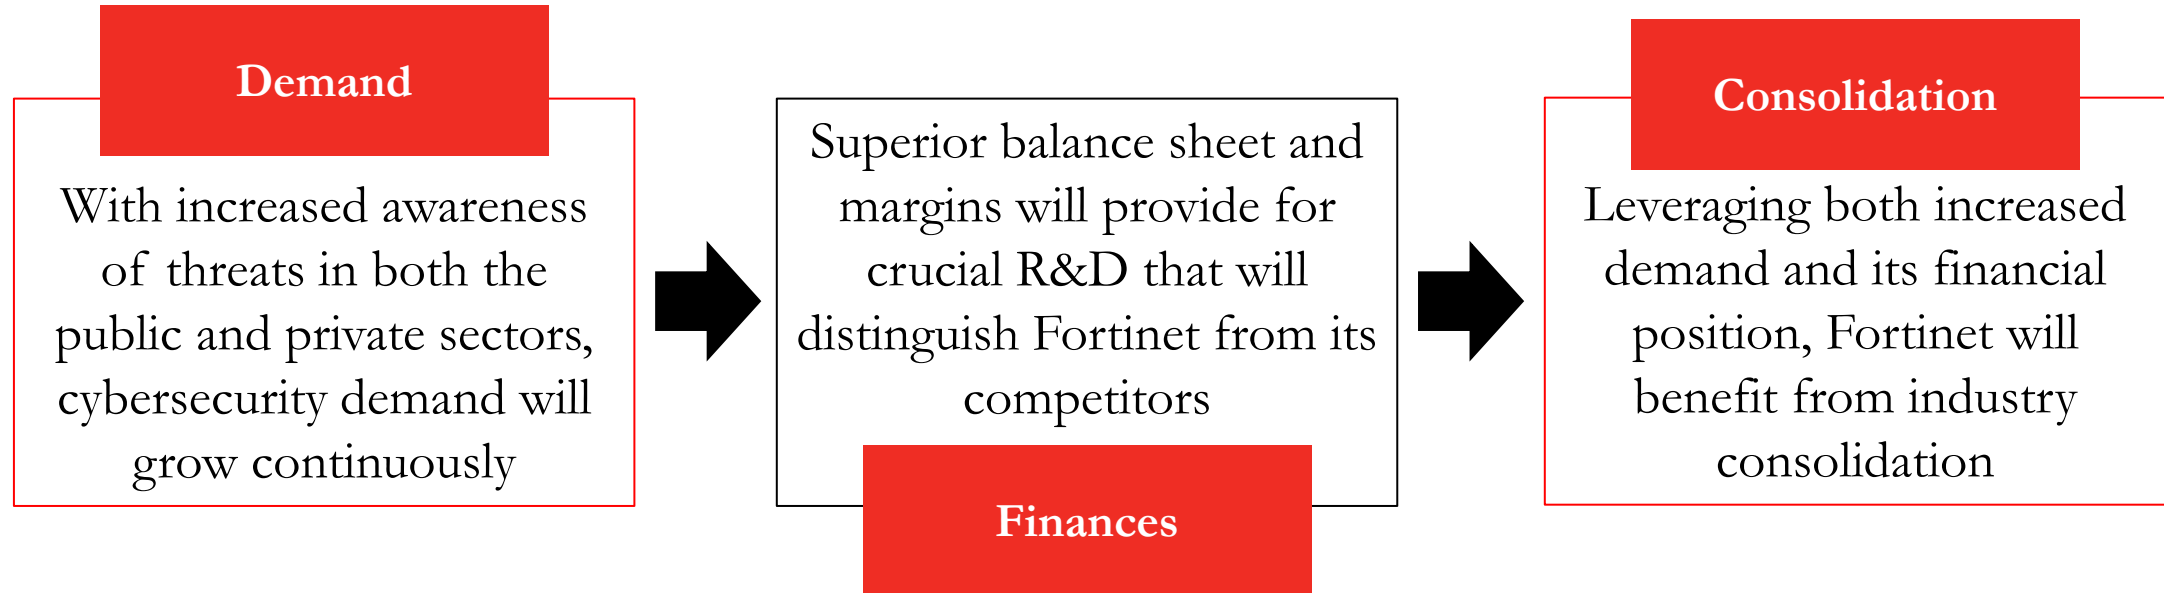 Demand
With increased awareness
of threats in both the
public and private sectors,
cybersecurity demand will
grow continuously
Superior balance sheet and
margins will provide for
crucial R&D that will
distinguish Fortinet from its
competitors
Finances
Consolidation
Leveraging both increased
demand and its financial
position, Fortinet will
benefit from industry
consolidation